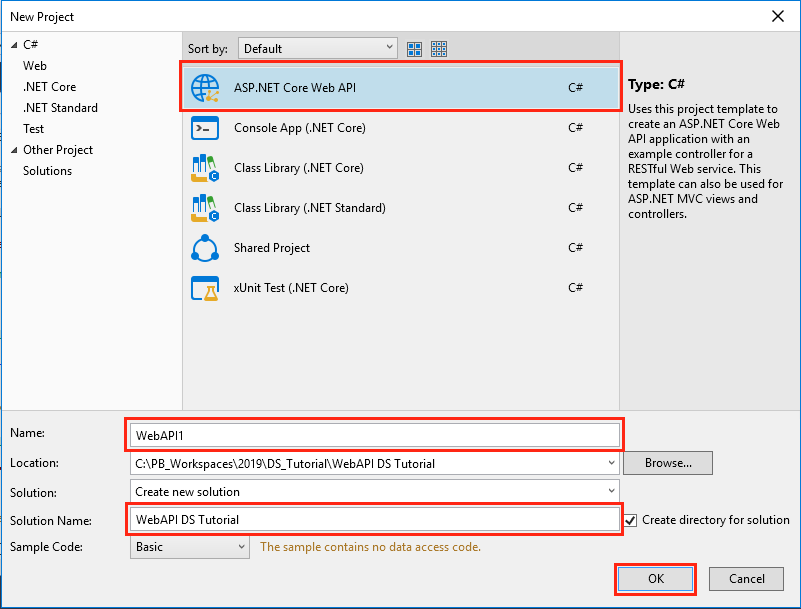 New Project
C#
Web
.NET Core
.NET Standard
Test
Other Project
Solutions
Sort by: Default
ASP.NET Core Web API C#
Console App (.NET Core) C#
Class Library (.NET Core) C#
Class Library (.NET Standard) C#
Shared Project C#
xUnit Test (.NET Core) C#
Type: C#
Uses this project template to
create an ASP.NET Core Web
API application with an
example controller for a
RESTful Web service. This
template can also be used for
ASP.NET MVC views and
controllers.
Name: WebAPI1
Location: C:\PB_Workspaces\2019\DS_Tutorial\WebAPI DS Tutorial Browse...
Solution: Create new solution
Solution Name: WebAPI DS Tutorial Create directory for solution
Sample Code: Basic The sample contains no data access code.
OK Cancel